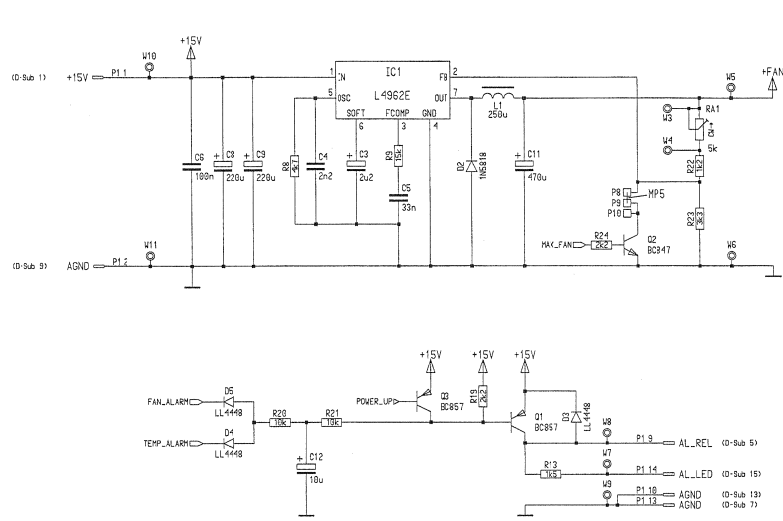 +15V
(D-Sub 1) +15V P1.1 W10
IC1
L4962E
1 IN
5 OSC
FB 2
OUT 7
SOFT 6
FCOMP 3
GND 4
C6 100n
C8 220u
C9 220u
R8 4k7
C4 2n2
C3 2u2
R9 15k
C5 33n
D2 1N5818
L1 250u
C11 470u
W5 +FAN
W3
RA1
CW
W4
5k
R22 1k2
R23 3k3
P8
P9
P10
MP5
MAX_FAN
R24 2k2
Q2 BC847
W6
(D-Sub 9) AGND P1.2 W11
+15V +15V +15V
FAN_ALARM
D5 LL4448
TEMP_ALARM
D4 LL4448
R20 10k
R21 10k
C12 10u
POWER_UP
Q3 BC857
R19 2k2
Q1 BC857
D3 LL4448
W8 P1.9 AL_REL (D-Sub 5)
R13 1k5
W7 P1.14 AL_LED (D-Sub 15)
W9 P1.10 AGND (D-Sub 13)
P1.13 AGND (D-Sub 7)